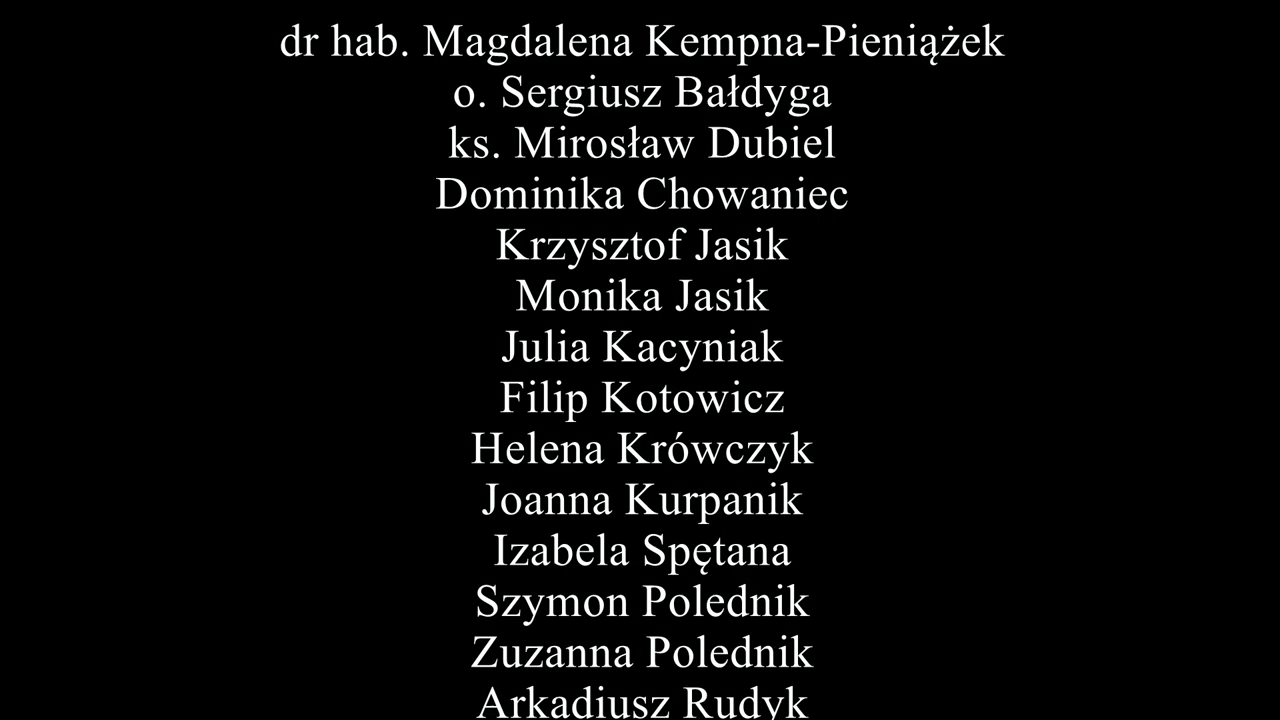 dr hab. Magdalena Kempna-Pieniążek
o. Sergiusz Bałdyga
ks. Mirosław Dubiel
Dominika Chowaniec
Krzysztof Jasik
Monika Jasik
Julia Kacyniak
Filip Kotowicz
Helena Krówczyk
Joanna Kurpanik
Izabela Spętana
Szymon Polednik
Zuzanna Polednik
Arkadiusz Rudyk